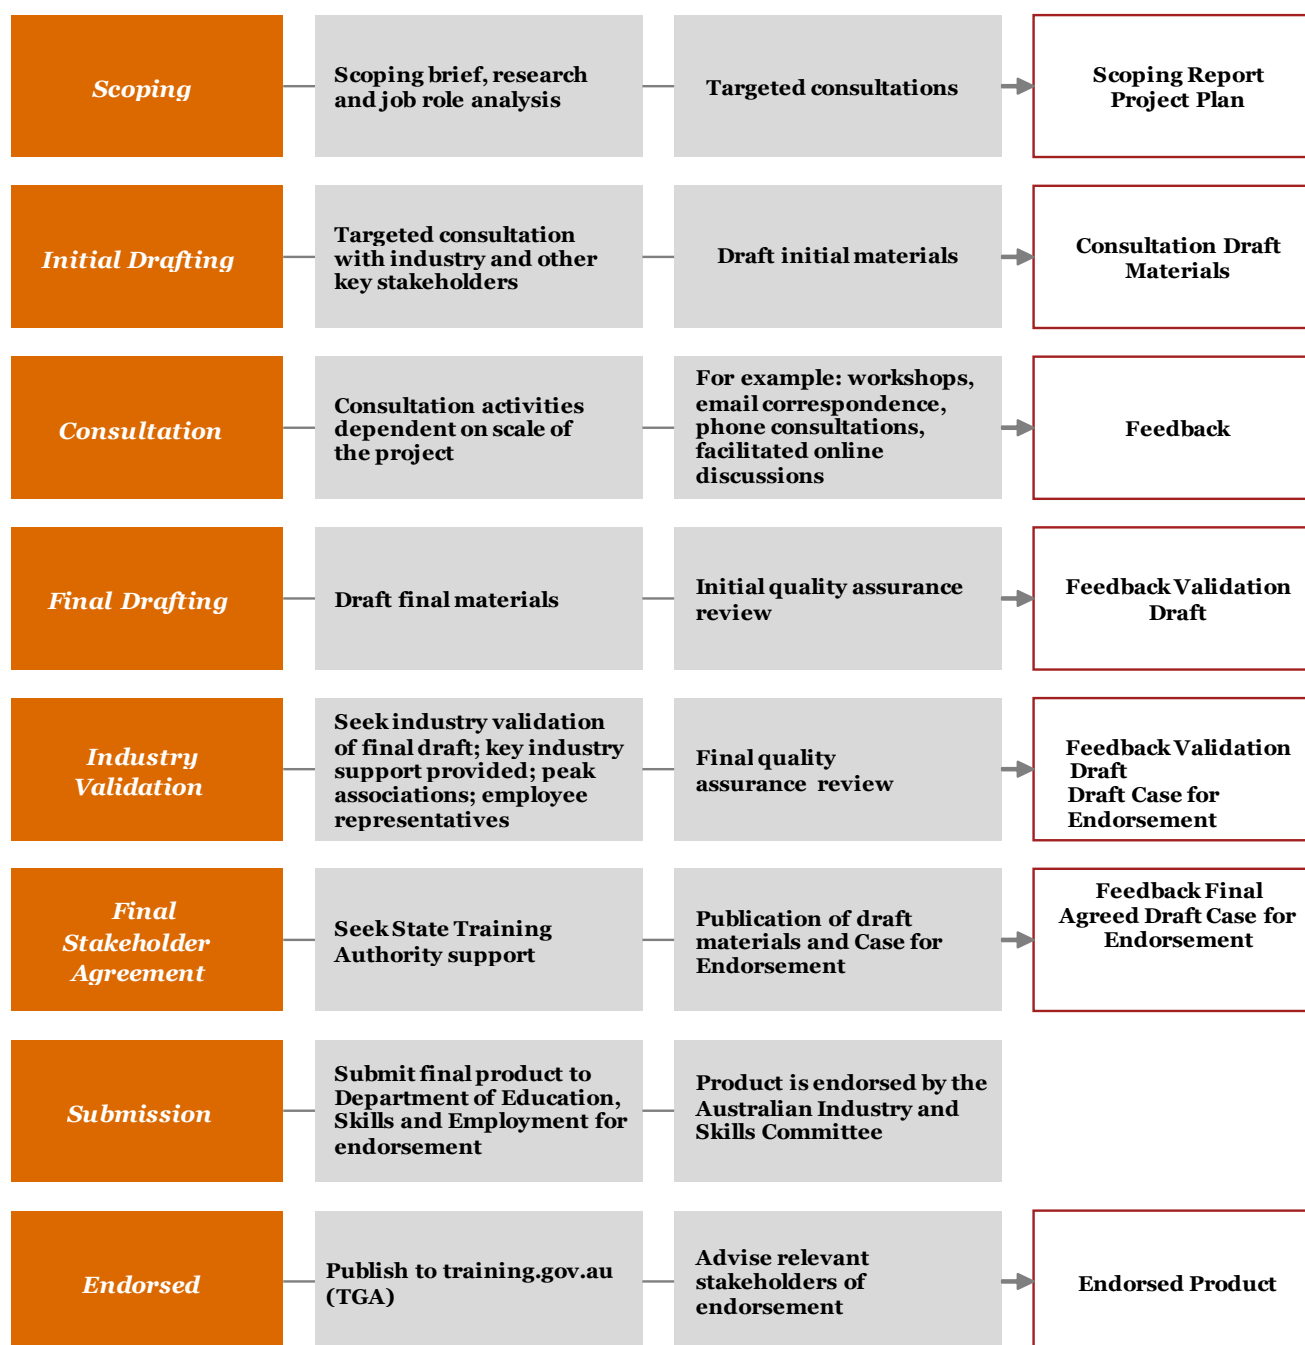 Scoping
Scoping brief, research
and job role analysis
Targeted consultations
Scoping Report
Project Plan
Initial Drafting
Targeted consultation
with industry and other
key stakeholders
Draft initial materials
Consultation Draft
Materials
Consultation
Consultation activities
dependent on scale of
the project
For example: workshops,
email correspondence,
phone consultations,
facilitated online
discussions
Feedback
Final Drafting
Draft final materials
Initial quality assurance
review
Feedback Validation
Draft
Industry
Validation
Seek industry validation
of final draft; key industry
support provided; peak
associations; employee
representatives
Final quality
assurance review
Feedback Validation
Draft
Draft Case for
Endorsement
Final
Stakeholder
Agreement
Seek State Training
Authority support
Publication of draft
materials and Case for
Endorsement
Feedback Final
Agreed Draft Case for
Endorsement
Submission
Submit final product to
Department of Education,
Skills and Employment for
endorsement
Product is endorsed by the
Australian Industry and
Skills Committee
Endorsed
Publish to training.gov.au
(TGA)
Advise relevant
stakeholders of
endorsement
Endorsed Product